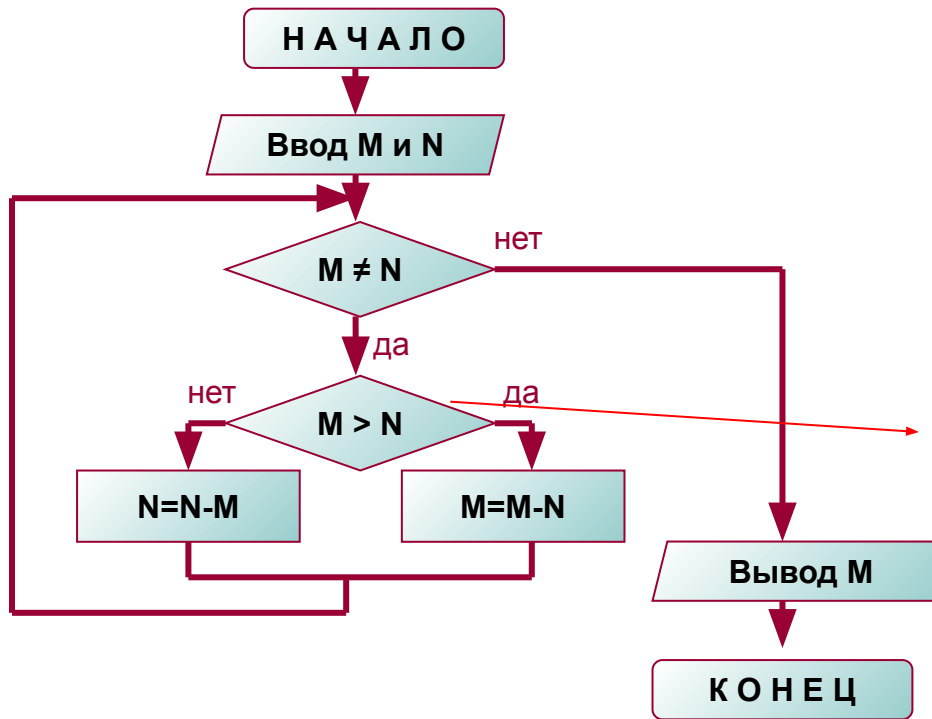 Н А Ч А Л О
Ввод M и N
нет
M ≠ N
да
нет
да
M > N
N=N-M
M=M-N
Вывод M
К О Н Е Ц